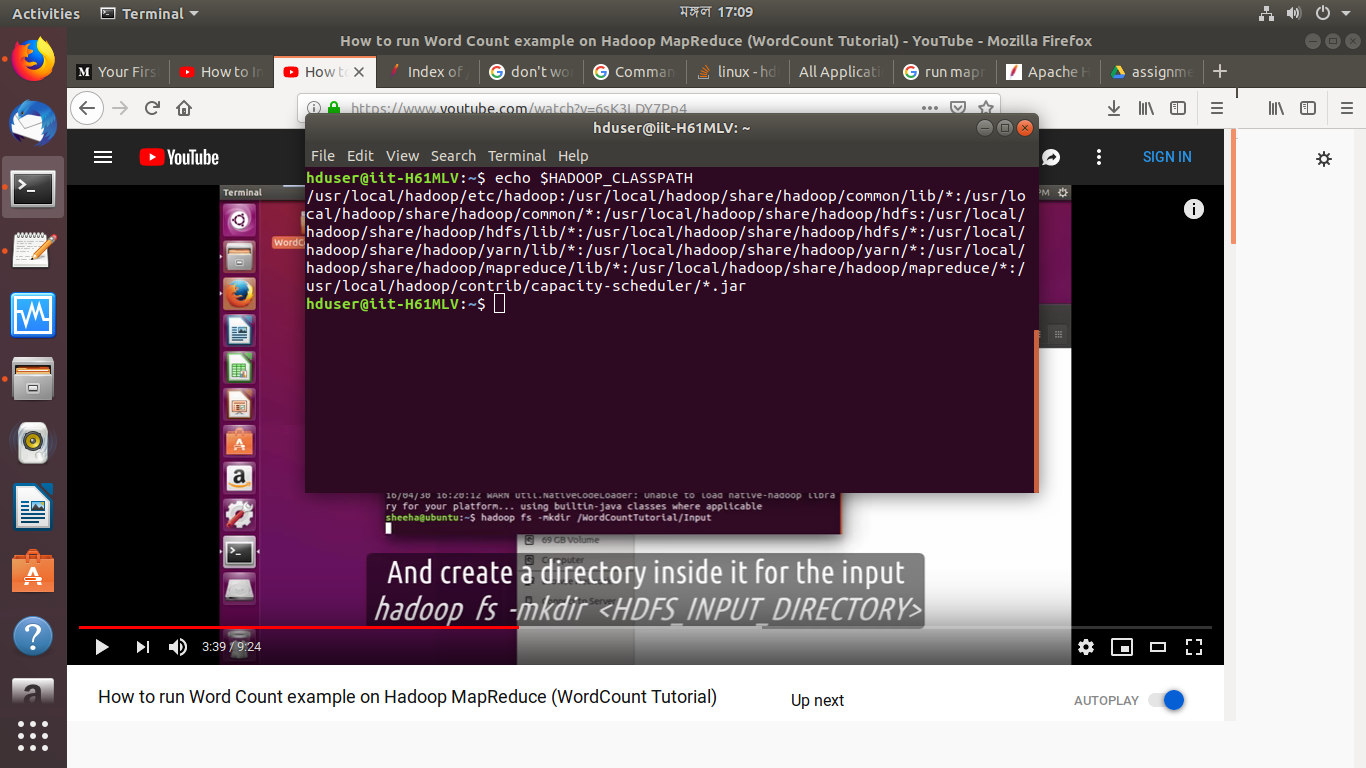 Activities
Terminal
মঙ্গল 17:09
How to run Word Count example on Hadoop MapReduce (WordCount Tutorial) - YouTube - Mozilla Firefox
M Your Firs
How to In
How to
Index of /
don't wo
Comman
linux - hd
All Applicati
run mapr
Apache H
assignme
https://www.youtube.com/watch?v=6sK3LDY7Pp4
hduser@iit-H61MLV: ~
File Edit View Search Terminal Help
hduser@iit-H61MLV:~$ echo $HADOOP_CLASSPATH
/usr/local/hadoop/etc/hadoop:/usr/local/hadoop/share/hadoop/common/lib/*:/usr/lo
cal/hadoop/share/hadoop/common/*:/usr/local/hadoop/share/hadoop/hdfs:/usr/local/
hadoop/share/hadoop/hdfs/lib/*:/usr/local/hadoop/share/hadoop/hdfs/*:/usr/local/
hadoop/share/hadoop/yarn/lib/*:/usr/local/hadoop/share/hadoop/yarn/*:/usr/local/
hadoop/share/hadoop/mapreduce/lib/*:/usr/local/hadoop/share/hadoop/mapreduce/*:/
usr/local/hadoop/contrib/capacity-scheduler/*.jar
hduser@iit-H61MLV:~$
YouTube
SIGN IN
Terminal
PM
WordC
16/04/30 16:20:12 WARN util.NativeCodeLoader: Unable to load native-hadoop libra
ry for your platform... using builtin-java classes where applicable
sheeha@ubuntu:~$ hadoop fs -mkdir /WordCountTutorial/Input
69 GB Volume
Computer
Connect to Server
And create a directory inside it for the input
hadoop fs -mkdir <HDFS_INPUT_DIRECTORY>
3:39 / 9:24
How to run Word Count example on Hadoop MapReduce (WordCount Tutorial)
Up next
AUTOPLAY